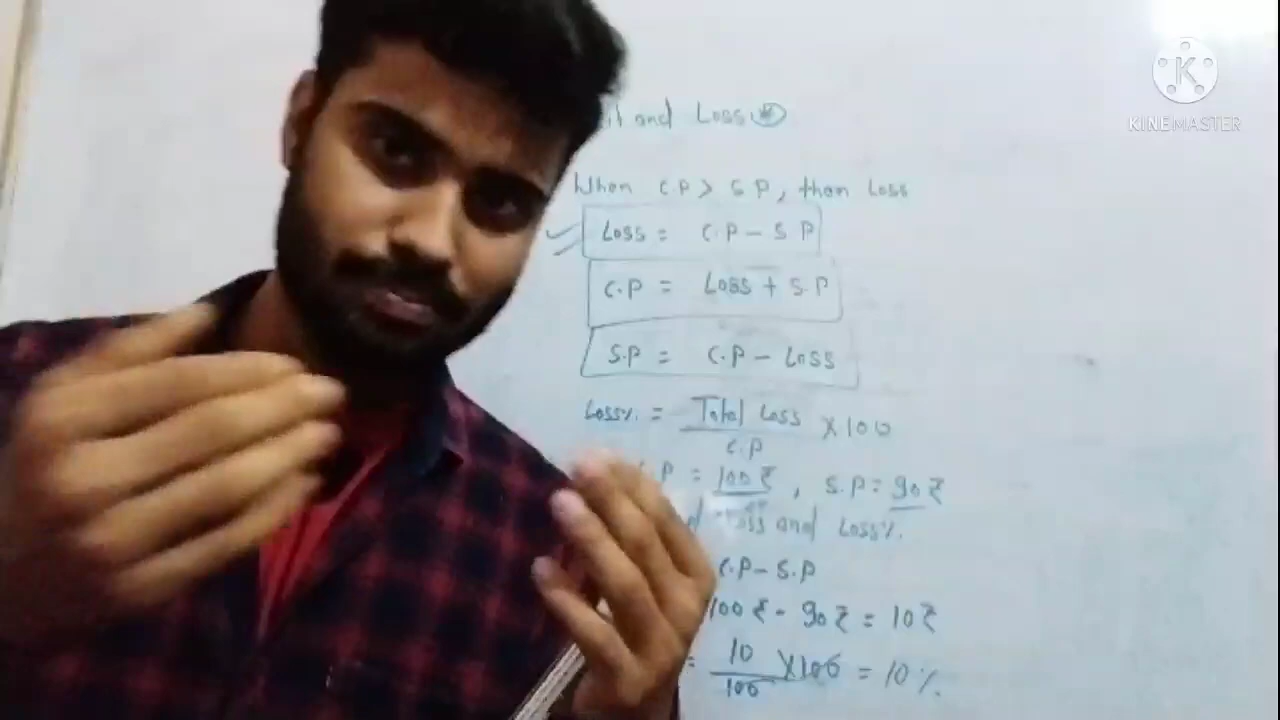 KINEMASTER
and Loss
When C.P > S.P, then Loss
Loss = C.P - S.P
C.P = Loss + S.P
S.P = C.P - Loss
Loss% = Total Loss / C.P × 100
P = 100 ₹, S.P = 90 ₹
and Loss%.
C.P - S.P
100 ₹ - 90 ₹ = 10 ₹
= 10 / 100 × 100 = 10 %.